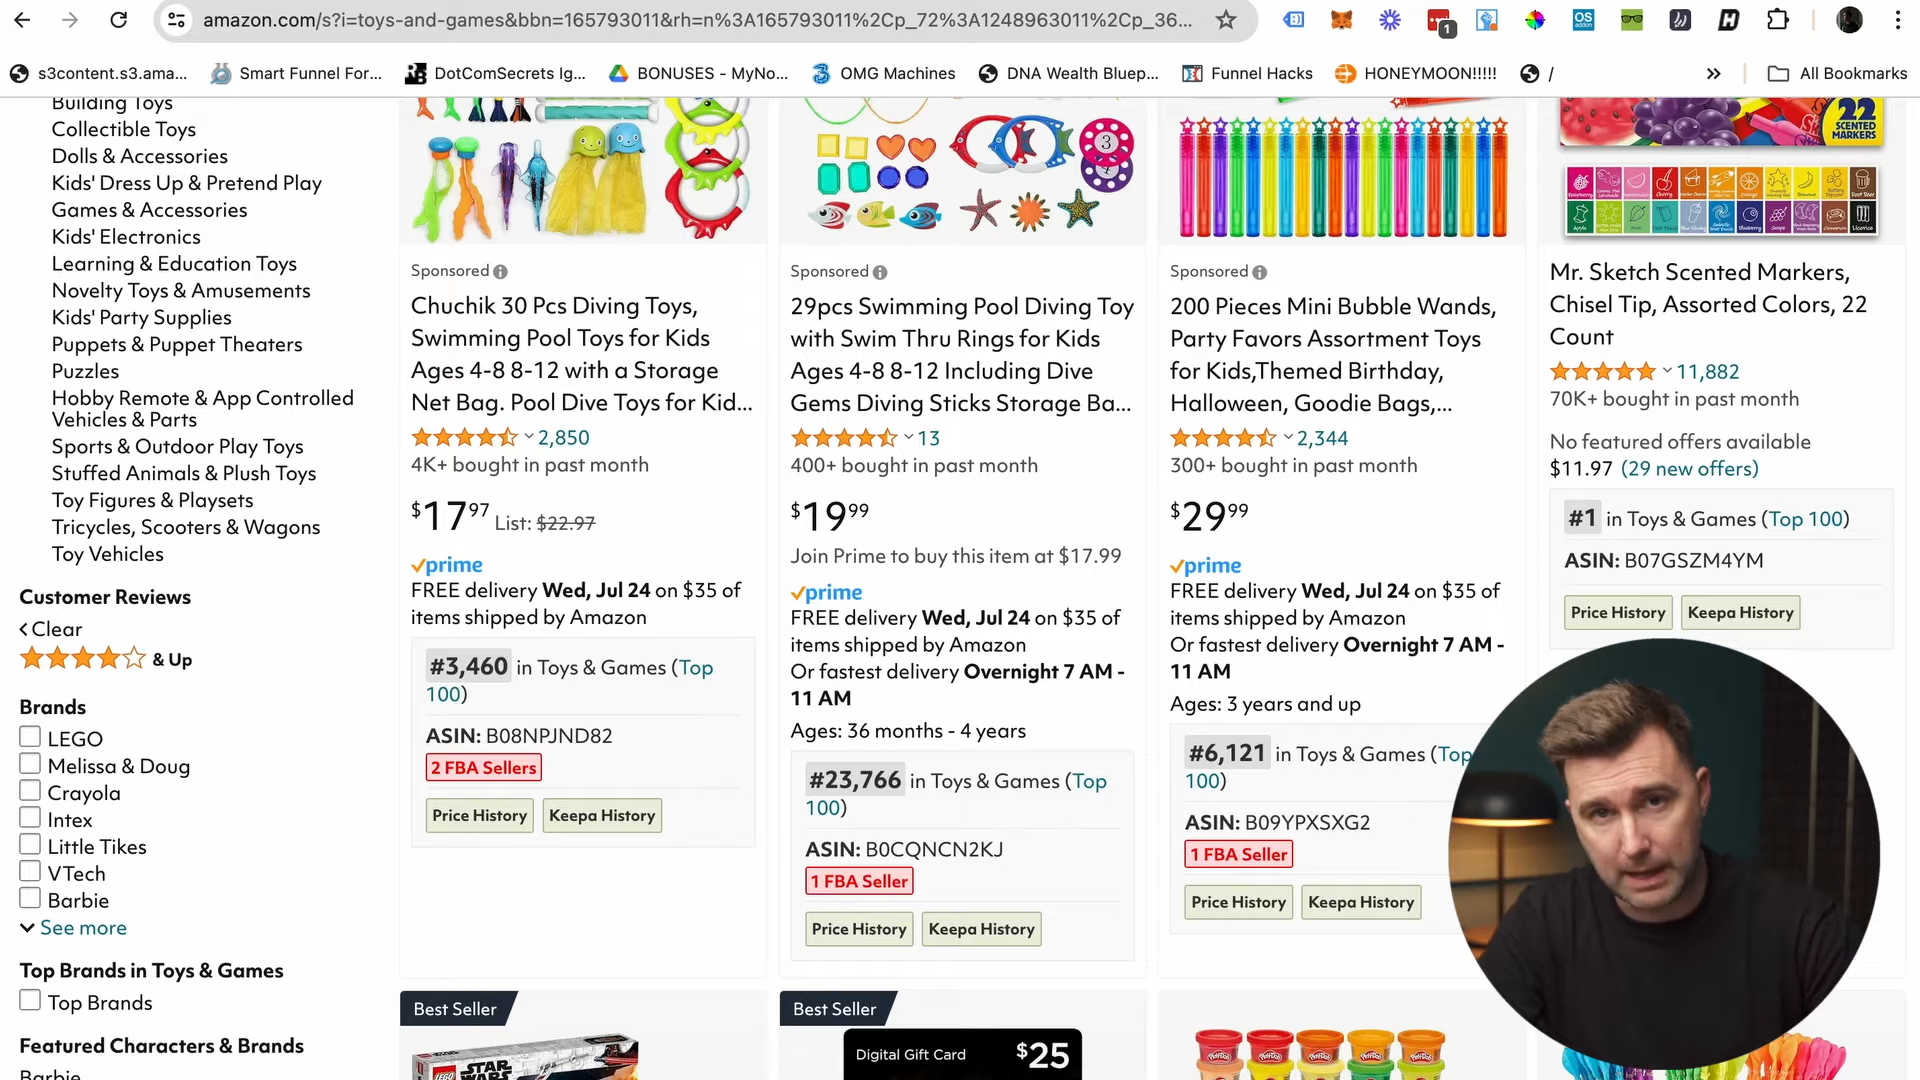 amazon.com/s?i=toys-and-games&bbn=165793011&rh=n%3A165793011%2Cp_72%3A1248963011%2Cp_36...
1
OS
addon
H
s3content.s3.ama...
Smart Funnel For...
DotComSecrets Ig...
BONUSES - MyNo...
OMG Machines
DNA Wealth Bluep...
Funnel Hacks
HONEYMOON!!!!!
/
»
All Bookmarks
Building Toys
Collectible Toys
Dolls & Accessories
Kids' Dress Up & Pretend Play
Games & Accessories
Kids' Electronics
Learning & Education Toys
Novelty Toys & Amusements
Kids' Party Supplies
Puppets & Puppet Theaters
Puzzles
Hobby Remote & App Controlled
Vehicles & Parts
Sports & Outdoor Play Toys
Stuffed Animals & Plush Toys
Toy Figures & Playsets
Tricycles, Scooters & Wagons
Toy Vehicles
Customer Reviews
Clear
& Up
Brands
LEGO
Melissa & Doug
Crayola
Intex
Little Tikes
VTech
Barbie
See more
Top Brands in Toys & Games
Top Brands
Featured Characters & Brands
Barbie
Sponsored
Chuchik 30 Pcs Diving Toys,
Swimming Pool Toys for Kids
Ages 4-8 8-12 with a Storage
Net Bag. Pool Dive Toys for Kid...
2,850
4K+ bought in past month
$17 97 List: $22.97
prime
FREE delivery Wed, Jul 24 on $35 of
items shipped by Amazon
#3,460 in Toys & Games (Top
100)
ASIN: B08NPJND82
2 FBA Sellers
Price History
Keepa History
Best Seller
LEGO
STAR
WARS
3
Sponsored
29pcs Swimming Pool Diving Toy
with Swim Thru Rings for Kids
Ages 4-8 8-12 Including Dive
Gems Diving Sticks Storage Ba...
13
400+ bought in past month
$19 99
Join Prime to buy this item at $17.99
prime
FREE delivery Wed, Jul 24 on $35 of
items shipped by Amazon
Or fastest delivery Overnight 7 AM -
11 AM
Ages: 36 months - 4 years
#23,766 in Toys & Games (Top
100)
ASIN: B0CQNCN2KJ
1 FBA Seller
Price History
Keepa History
Best Seller
Digital Gift Card
$25
Sponsored
200 Pieces Mini Bubble Wands,
Party Favors Assortment Toys
for Kids,Themed Birthday,
Halloween, Goodie Bags,...
2,344
300+ bought in past month
$29 99
prime
FREE delivery Wed, Jul 24 on $35 of
items shipped by Amazon
Or fastest delivery Overnight 7 AM -
11 AM
Ages: 3 years and up
#6,121 in Toys & Games (Top
100)
ASIN: B09YPXSXG2
1 FBA Seller
Price History
Keepa History
22
SCENTED
MARKERS
Mr. Sketch Scented Markers,
Chisel Tip, Assorted Colors, 22
Count
11,882
70K+ bought in past month
No featured offers available
$11.97 (29 new offers)
#1 in Toys & Games (Top 100)
ASIN: B07GSZM4YM
Price History
Keepa History